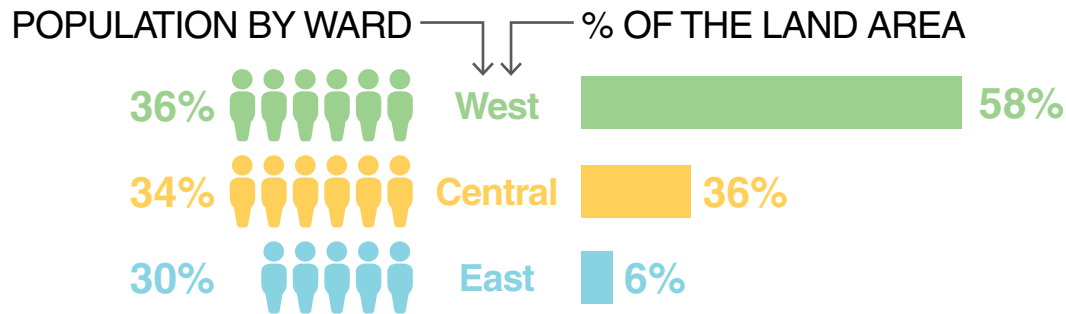 POPULATION BY WARD % OF THE LAND AREA
36% West 58%
34% Central 36%
30% East 6%